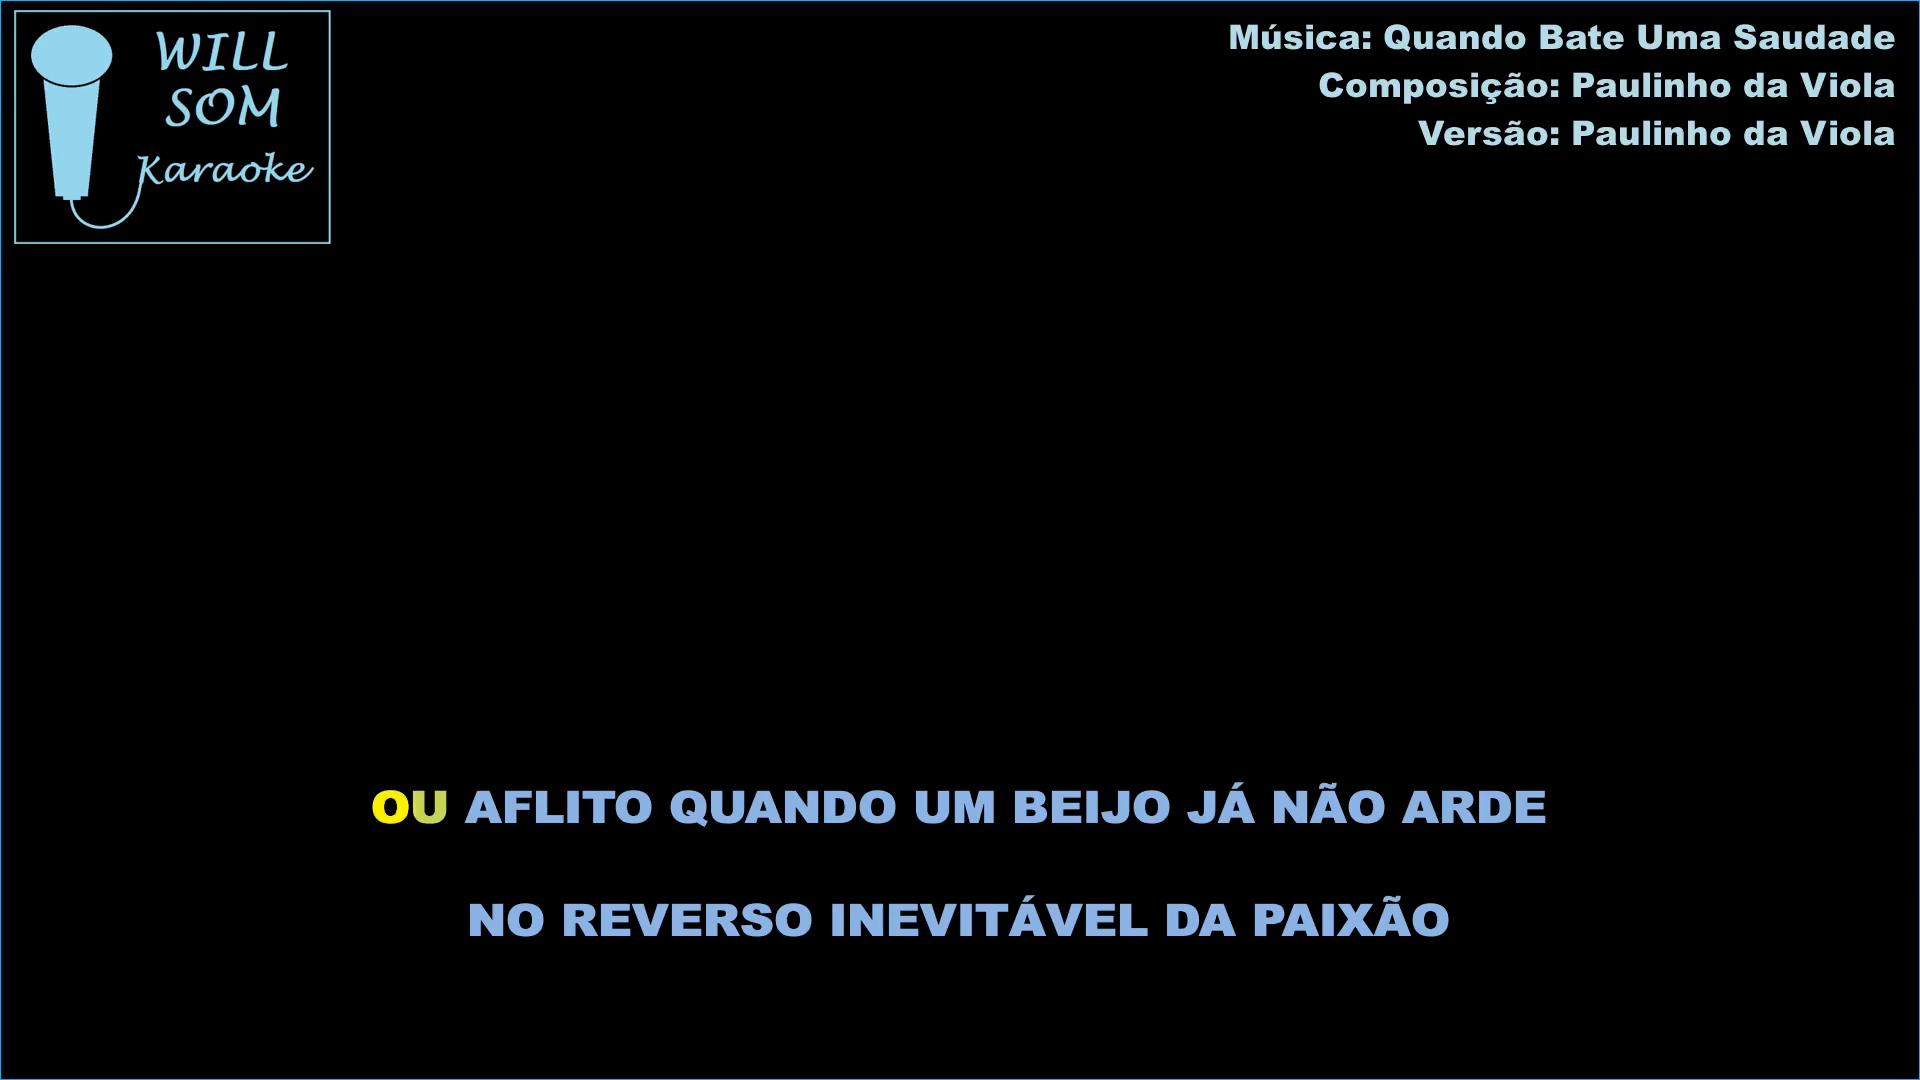 WILL
SOM
Karaoke
Música: Quando Bate Uma Saudade
Composição: Paulinho da Viola
Versão: Paulinho da Viola
OU AFLITO QUANDO UM BEIJO JÁ NÃO ARDE
NO REVERSO INEVITÁVEL DA PAIXÃO